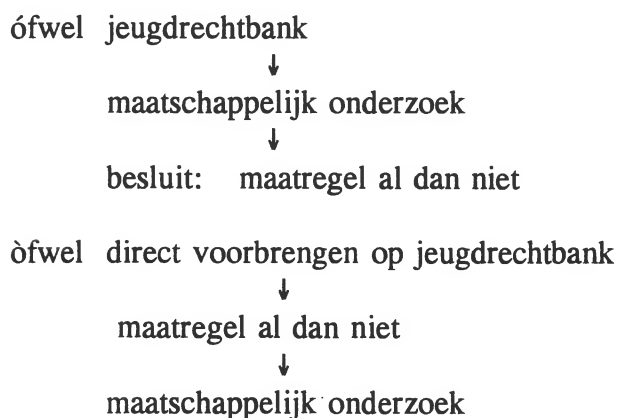 ófwel jeugdrechtbank
↓
maatschappelijk onderzoek
↓
besluit: maatregel al dan niet
òfwel direct voorbrengen op jeugdrechtbank
↓
maatregel al dan niet
↓
maatschappelijk onderzoek